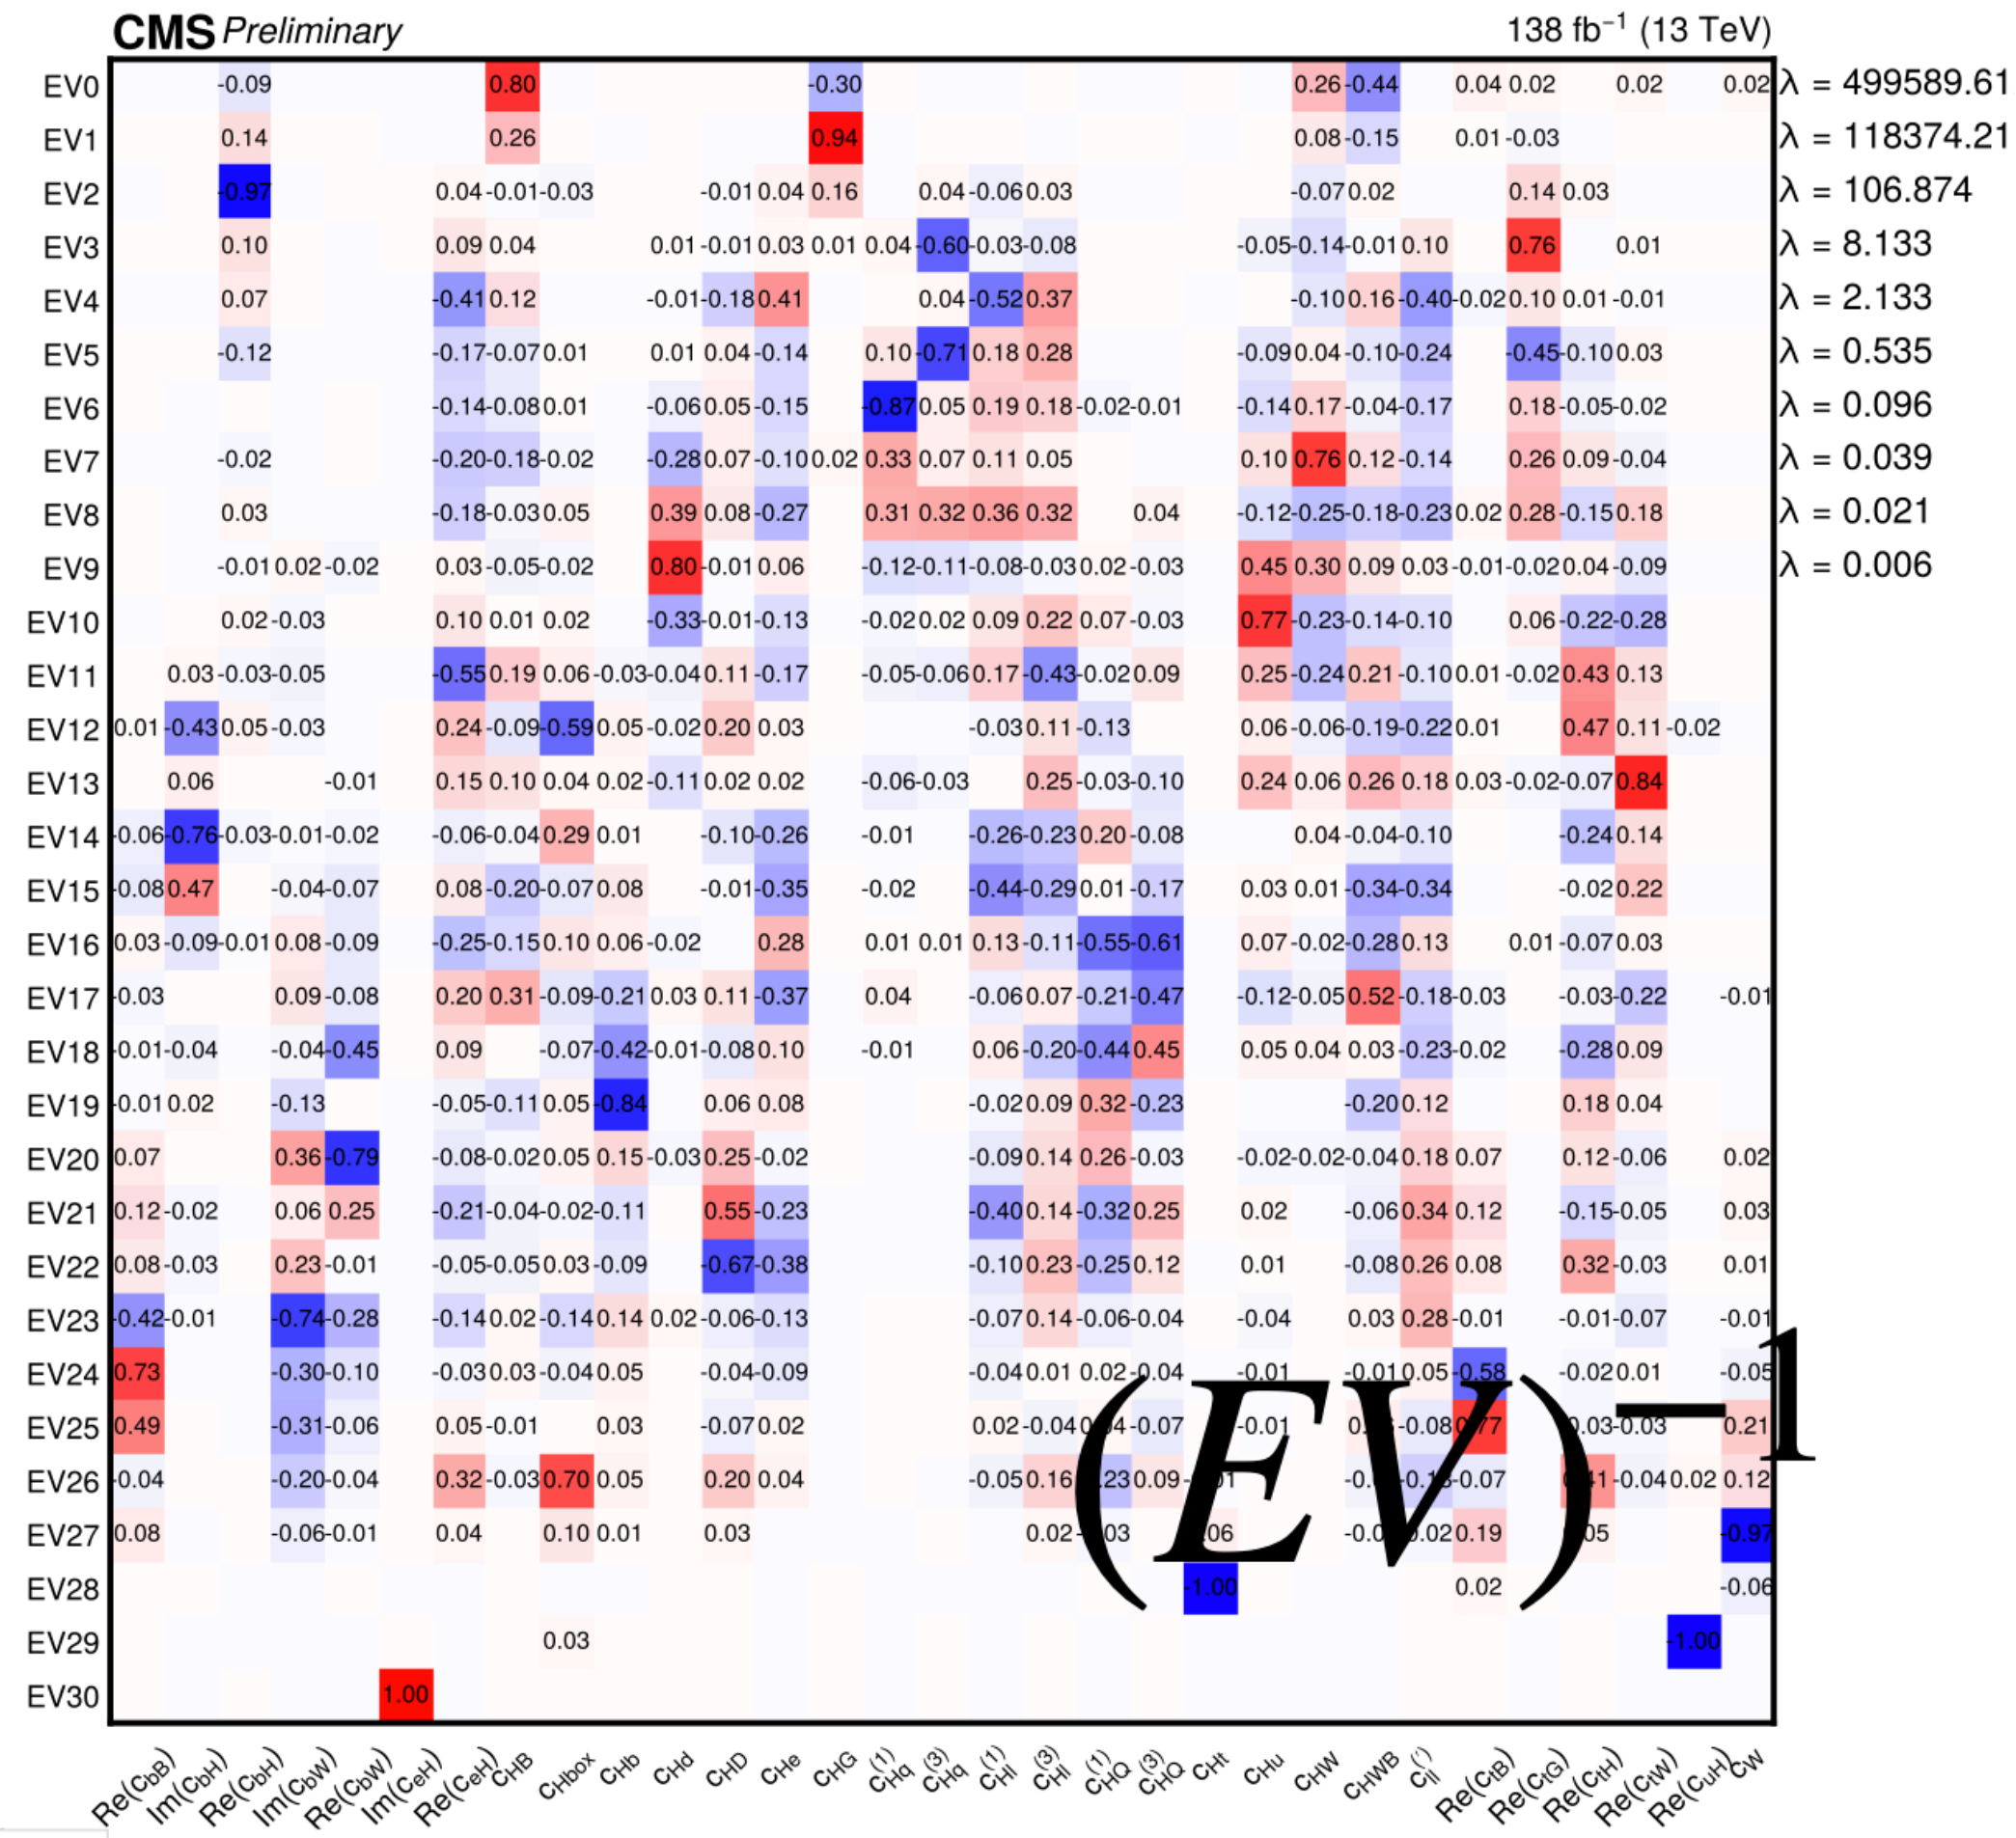 CMS Preliminary 138 fb⁻¹ (13 TeV)
EV0 -0.09 0.80 -0.30 0.26 -0.44 0.04 0.02 0.02 0.02 λ = 499589.61
EV1 0.14 0.26 0.94 0.08 -0.15 0.01 -0.03 λ = 118374.21
EV2 -0.97 0.04 -0.01 -0.03 -0.01 0.04 0.16 0.04 -0.06 0.03 -0.07 0.02 0.14 0.03 λ = 106.874
EV3 0.10 0.09 0.04 0.01 -0.01 0.03 0.01 0.04 -0.60 -0.03 -0.08 -0.05 -0.14 -0.01 0.10 0.76 0.01 λ = 8.133
EV4 0.07 -0.41 0.12 -0.01 -0.18 0.41 0.04 -0.52 0.37 -0.10 0.16 -0.40 -0.02 0.10 0.01 -0.01 λ = 2.133
EV5 -0.12 -0.17 -0.07 0.01 0.01 0.04 -0.14 0.10 -0.71 0.18 0.28 -0.09 0.04 -0.10 -0.24 -0.45 -0.10 0.03 λ = 0.535
EV6 -0.14 -0.08 0.01 -0.06 0.05 -0.15 -0.87 0.05 0.19 0.18 -0.02 -0.01 -0.14 0.17 -0.04 -0.17 0.18 -0.05 -0.02 λ = 0.096
EV7 -0.02 -0.20 -0.18 -0.02 -0.28 0.07 -0.10 0.02 0.33 0.07 0.11 0.05 0.10 0.76 0.12 -0.14 0.26 0.09 -0.04 λ = 0.039
EV8 0.03 -0.18 -0.03 0.05 0.39 0.08 -0.27 0.31 0.32 0.36 0.32 0.04 -0.12 -0.25 -0.18 -0.23 0.02 0.28 -0.15 0.18 λ = 0.021
EV9 -0.01 0.02 -0.02 0.03 -0.05 -0.02 0.80 -0.01 0.06 -0.12 -0.11 -0.08 -0.03 0.02 -0.03 0.45 0.30 0.09 0.03 -0.01 -0.02 0.04 -0.09 λ = 0.006
EV10 0.02 -0.03 0.10 0.01 0.02 -0.33 -0.01 -0.13 -0.02 0.02 0.09 0.22 0.07 -0.03 0.77 -0.23 -0.14 -0.10 0.06 -0.22 -0.28
EV11 0.03 -0.03 -0.05 -0.55 0.19 0.06 -0.03 -0.04 0.11 -0.17 -0.05 -0.06 0.17 -0.43 -0.02 0.09 0.25 -0.24 0.21 -0.10 0.01 -0.02 0.43 0.13
EV12 0.01 -0.43 0.05 -0.03 0.24 -0.09 -0.59 0.05 -0.02 0.20 0.03 -0.03 0.11 -0.13 0.06 -0.06 -0.19 -0.22 0.01 0.47 0.11 -0.02
EV13 0.06 -0.01 0.15 0.10 0.04 0.02 -0.11 0.02 0.02 -0.06 -0.03 0.25 -0.03 -0.10 0.24 0.06 0.26 0.18 0.03 -0.02 -0.07 0.84
EV14 -0.06 -0.76 -0.03 -0.01 -0.02 -0.06 -0.04 0.29 0.01 -0.10 -0.26 -0.01 -0.26 -0.23 0.20 -0.08 0.04 -0.04 -0.10 -0.24 0.14
EV15 -0.08 0.47 -0.04 -0.07 0.08 -0.20 -0.07 0.08 -0.01 -0.35 -0.02 -0.44 -0.29 0.01 -0.17 0.03 0.01 -0.34 -0.34 -0.02 0.22
EV16 0.03 -0.09 -0.01 0.08 -0.09 -0.25 -0.15 0.10 0.06 -0.02 0.28 0.01 0.01 0.13 -0.11 -0.55 -0.61 0.07 -0.02 -0.28 0.13 0.01 -0.07 0.03
EV17 -0.03 0.09 -0.08 0.20 0.31 -0.09 -0.21 0.03 0.11 -0.37 0.04 -0.06 0.07 -0.21 -0.47 -0.12 -0.05 0.52 -0.18 -0.03 -0.03 -0.22 -0.01
EV18 -0.01 -0.04 -0.04 -0.45 0.09 -0.07 -0.42 -0.01 -0.08 0.10 -0.01 0.06 -0.20 -0.44 0.45 0.05 0.04 0.03 -0.23 -0.02 -0.28 0.09
EV19 -0.01 0.02 -0.13 -0.05 -0.11 0.05 -0.84 0.06 0.08 -0.02 0.09 0.32 -0.23 -0.20 0.12 0.18 0.04
EV20 0.07 0.36 -0.79 -0.08 -0.02 0.05 0.15 -0.03 0.25 -0.02 -0.09 0.14 0.26 -0.03 -0.02 -0.02 -0.04 0.18 0.07 0.12 -0.06 0.02
EV21 0.12 -0.02 0.06 0.25 -0.21 -0.04 -0.02 -0.11 0.55 -0.23 -0.40 0.14 -0.32 0.25 0.02 -0.06 0.34 0.12 -0.15 -0.05 0.03
EV22 0.08 -0.03 0.23 -0.01 -0.05 -0.05 0.03 -0.09 -0.67 -0.38 -0.10 0.23 -0.25 0.12 0.01 -0.08 0.26 0.08 0.32 -0.03 0.01
EV23 -0.42 -0.01 -0.74 -0.28 -0.14 0.02 -0.14 0.14 0.02 -0.06 -0.13 -0.07 0.14 -0.06 -0.04 -0.04 0.03 0.28 -0.01 -0.01 -0.07 -0.01
EV24 0.73 -0.30 -0.10 -0.03 0.03 -0.04 0.05 -0.04 -0.09 -0.04 0.01 0.02 -0.04 -0.01 -0.01 0.05 -0.58 -0.02 0.01 -0.05
EV25 0.49 -0.31 -0.06 0.05 -0.01 0.03 -0.07 0.02 0.02 -0.04 -0.07 -0.01 -0.08 -0.03 0.21
EV26 -0.04 -0.20 -0.04 0.32 -0.03 0.70 0.05 0.20 0.04 -0.05 0.16 0.09 -0.07 -0.04 0.02 0.12
EV27 0.08 -0.06 -0.01 0.04 0.10 0.01 0.03 0.02 0.19 -0.97
(EV)⁻¹
EV28 -1.00 0.02 -0.06
EV29 0.03 -1.00
EV30 1.00
Re(c_bB) Im(c_bH) Re(c_bH) Im(c_bW) Re(c_bW) Im(c_eH) Re(c_eH) c_HB c_Hbox c_Hb c_Hd c_HD c_He c_HG c_Hq^(1) c_Hq^(3) c_Hl^(1) c_Hl^(3) c_HQ^(1) c_HQ^(3) c_Ht c_Hu c_HW c_HWB c_ll^(′) Re(c_tB) Re(c_tG) Re(c_tH) Re(c_tW) Re(c_uH) c_W